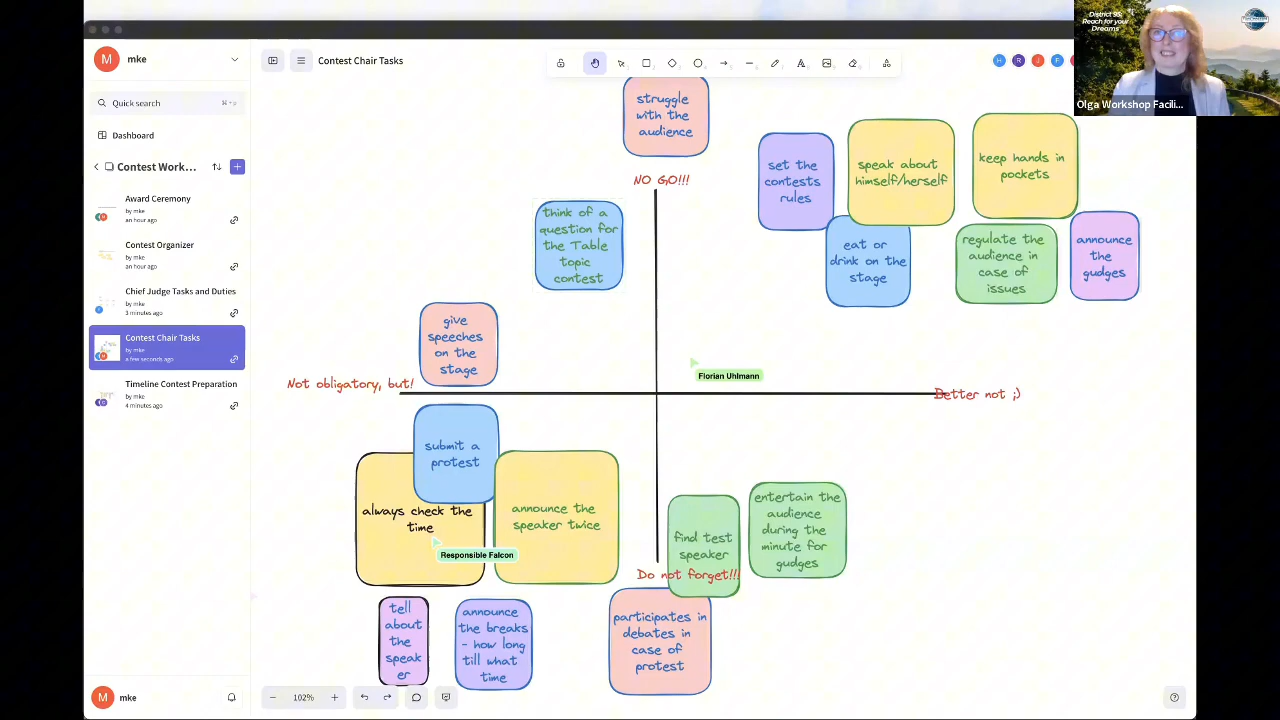 mke
Quick search
Dashboard
Contest Work...
Award Ceremony
by mke
an hour ago
Contest Organizer
by mke
an hour ago
Chief Judge Tasks and Duties
by mke
3 minutes ago
Contest Chair Tasks
by mke
a few seconds ago
Timeline Contest Preparation
by mke
4 minutes ago
M
mke
Contest Chair Tasks
District 95,
Reach for your
Dreams
Olga Workshop Facili...
struggle
with the
audience
NO GO!!!
think of a
question for
the Table
topic
contest
set the
contests
rules
speak about
himself/herself
keep hands in
pockets
eat or
drink on the
stage
regulate the
audience in
case of
issues
announce
the
gudges
give
speeches
on the
stage
Florian Uhlmann
Not obligatory, but!
Better not ;)
submit a
protest
always check the
time
Responsible Falcon
announce the
speaker twice
find test
speaker
entertain the
audience
during the
minute for
gudges
Do not forget!!!
tell
about
the
speak
er
announce
the breaks
- how long
till what
time
participates in
debates in
case of
protest
102%